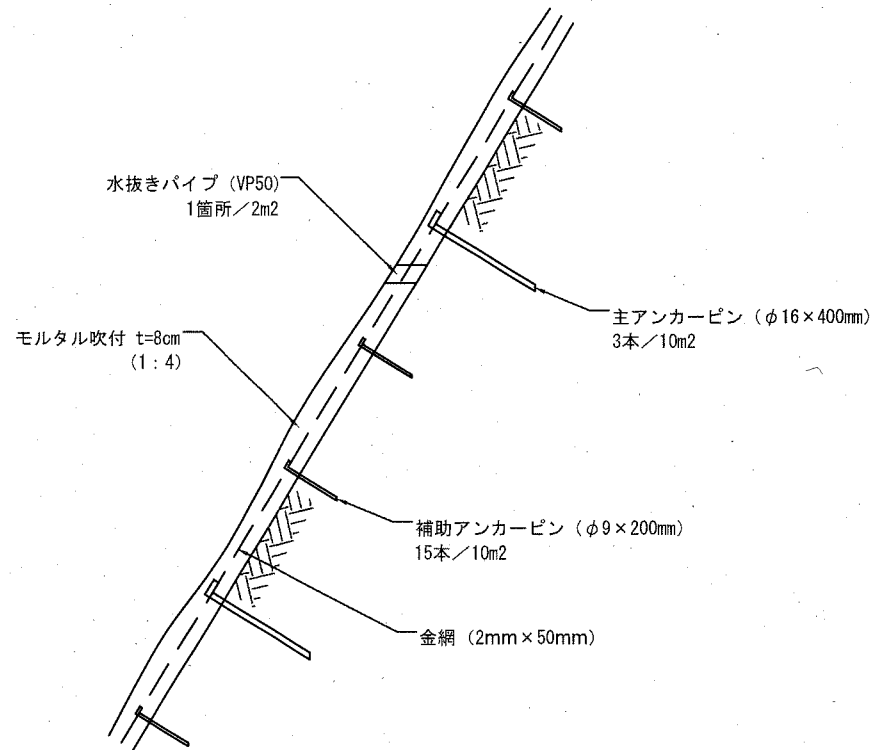 水抜きパイプ (VP50)
1箇所／2m2
主アンカーピン（φ16×400mm）
3本／10m2
モルタル吹付 t=8cm
(1：4)
補助アンカーピン（φ9×200mm）
15本／10m2
金網（2mm×50mm）